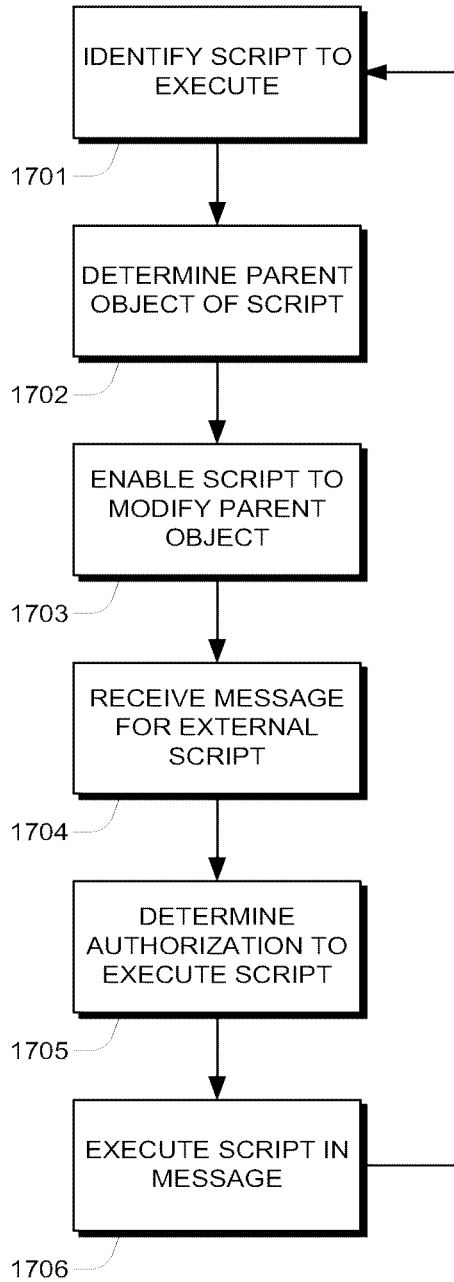 IDENTIFY SCRIPT TO
EXECUTE
1701
DETERMINE PARENT
OBJECT OF SCRIPT
1702
ENABLE SCRIPT TO
MODIFY PARENT
OBJECT
1703
RECEIVE MESSAGE
FOR EXTERNAL
SCRIPT
1704
DETERMINE
AUTHORIZATION TO
EXECUTE SCRIPT
1705
EXECUTE SCRIPT IN
MESSAGE
1706